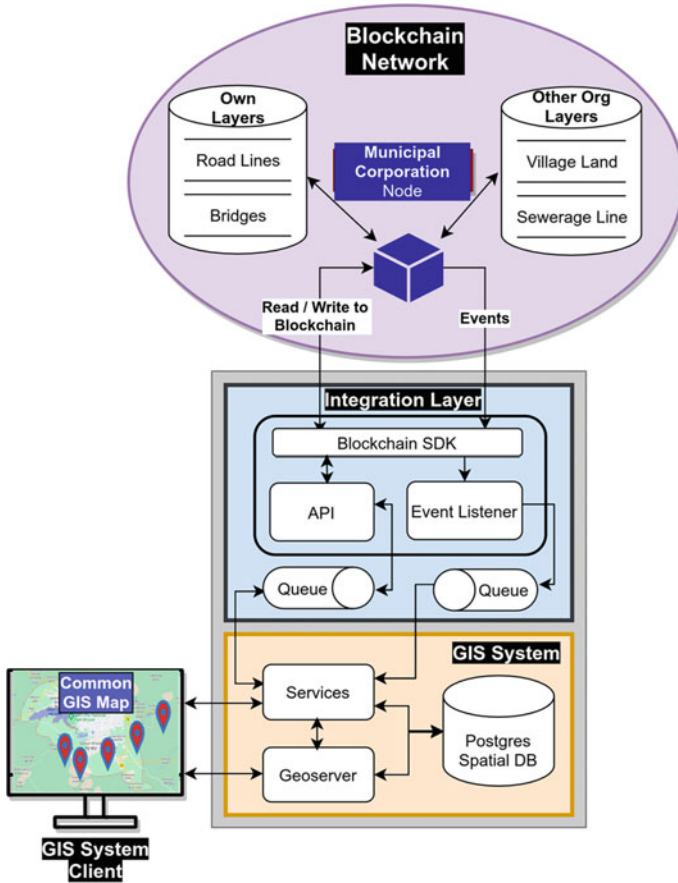 Blockchain
Network
Own
Layers
Road Lines
Bridges
Municipal
Corporation
Node
Other Org
Layers
Village Land
Sewerage Line
Read / Write to
Blockchain
Events
Integration Layer
Blockchain SDK
API
Event Listener
Queue
Queue
GIS System
Services
Geoserver
Postgres
Spatial DB
Common
GIS Map
GIS System
Client